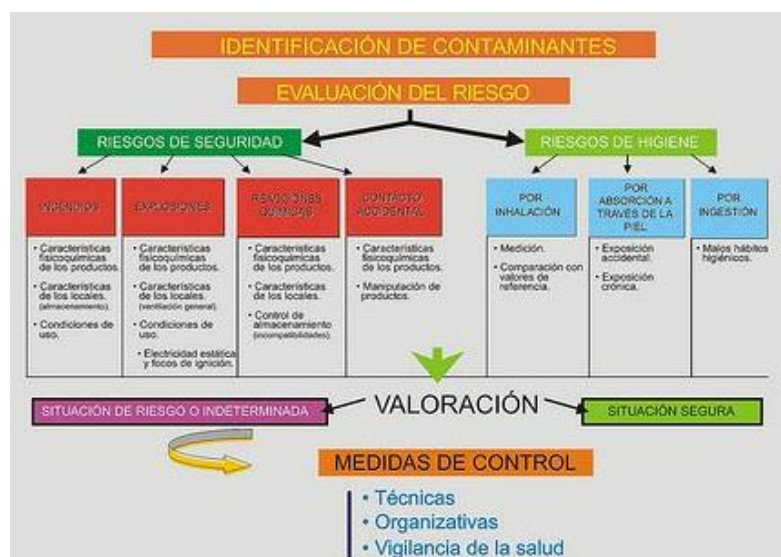 IDENTIFICACIÓN DE CONTAMINANTES
EVALUACIÓN DEL RIESGO
RIESGOS DE SEGURIDAD
RIESGOS DE HIGIENE
INCENDIOS
EXPLOSIONES
REACCIONES
QUÍMICAS
CONTACTO
ACCIDENTAL
POR
INHALACIÓN
POR
ABSORCIÓN A
TRAVÉS DE LA
PIEL
POR
INGESTIÓN
• Características
fisicoquímicas
de los productos.
• Características
de los locales.
(almacenamiento).
• Condiciones de
uso.
• Características
fisicoquímicas
de los productos.
• Características
de los locales.
(ventilación general).
• Condiciones de
uso.
• Electricidad estática
y focos de ignición.
• Características
fisicoquímicas
de los productos.
• Características
de los locales.
• Control de
almacenamiento
(incompatibilidades).
• Características
fisicoquímicas
de los productos.
• Manipulación de
productos.
• Medición.
• Comparación con
valores de
referencia.
• Exposición
accidental.
• Exposición
crónica.
• Malos hábitos
higiénicos.
SITUACIÓN DE RIESGO O INDETERMINADA
VALORACIÓN
SITUACIÓN SEGURA
MEDIDAS DE CONTROL
• Técnicas
• Organizativas
• Vigilancia de la salud